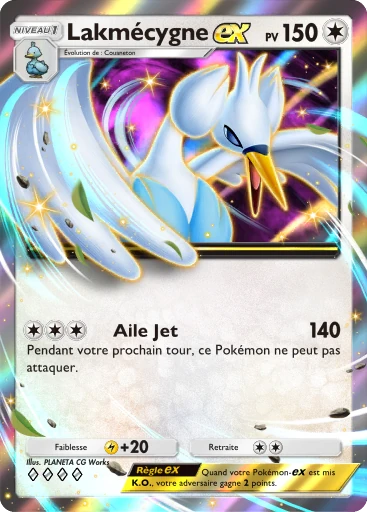 NIVEAU 1
Lakmécygne ex PV 150
Évolution de : Couaneton
Aile Jet 140
Pendant votre prochain tour, ce Pokémon ne peut pas
attaquer.
Faiblesse +20 Retraite
Illus. PLANETA CG Works
Règle ex Quand votre Pokémon-ex est mis
K.O., votre adversaire gagne 2 points.